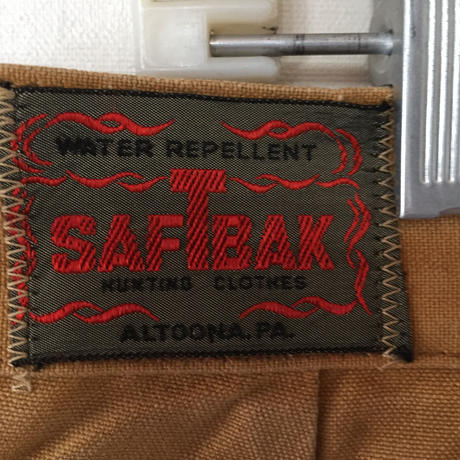 WATER REPELLENT
SAFTBAK
HUNTING CLOTHES
ALTOONA. PA.